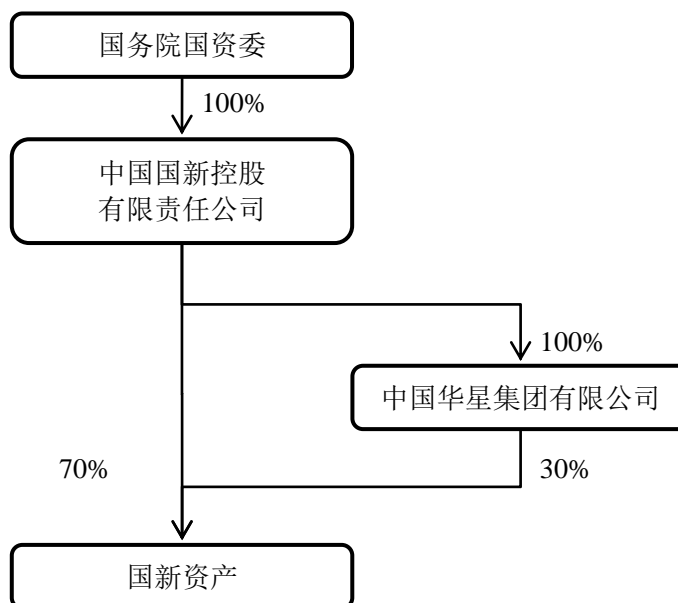 国务院国资委
100%
中国国新控股
有限责任公司
100%
中国华星集团有限公司
70%
30%
国新资产